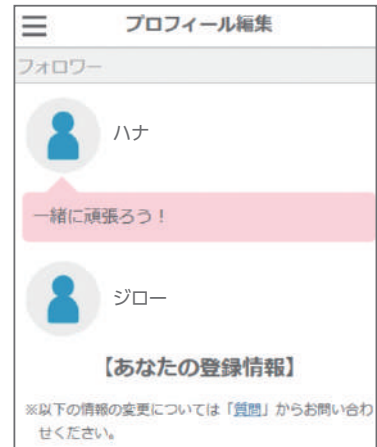 プロフィール編集
フォロワー
ハナ
一緒に頑張ろう！
ジロー
【あなたの登録情報】
※以下の情報の変更については「質問」からお問い合わ
せください。